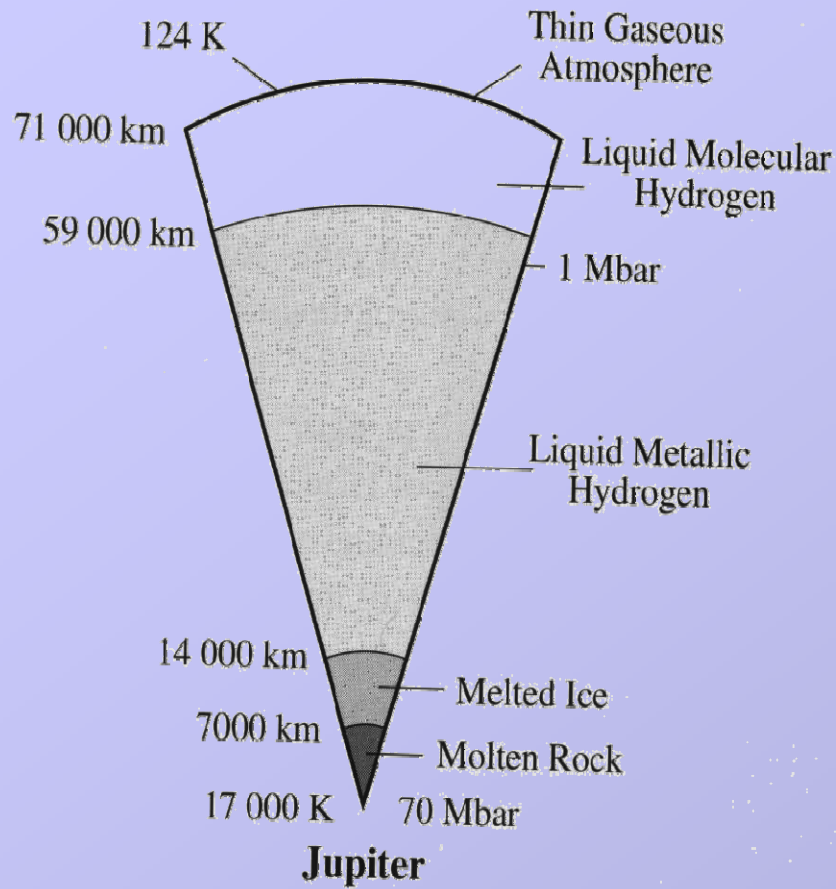 124 K
Thin Gaseous
Atmosphere
71 000 km
Liquid Molecular
Hydrogen
59 000 km
1 Mbar
Liquid Metallic
Hydrogen
14 000 km
Melted Ice
7000 km
Molten Rock
17 000 K
70 Mbar
Jupiter